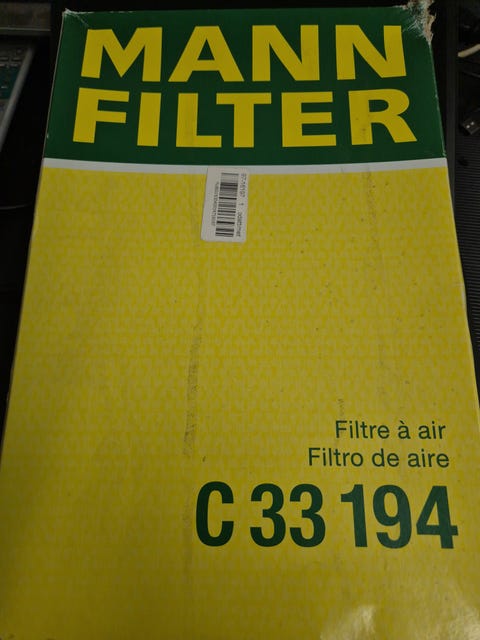 MANN
FILTER
Filtre à air
Filtro de aire
C 33 194